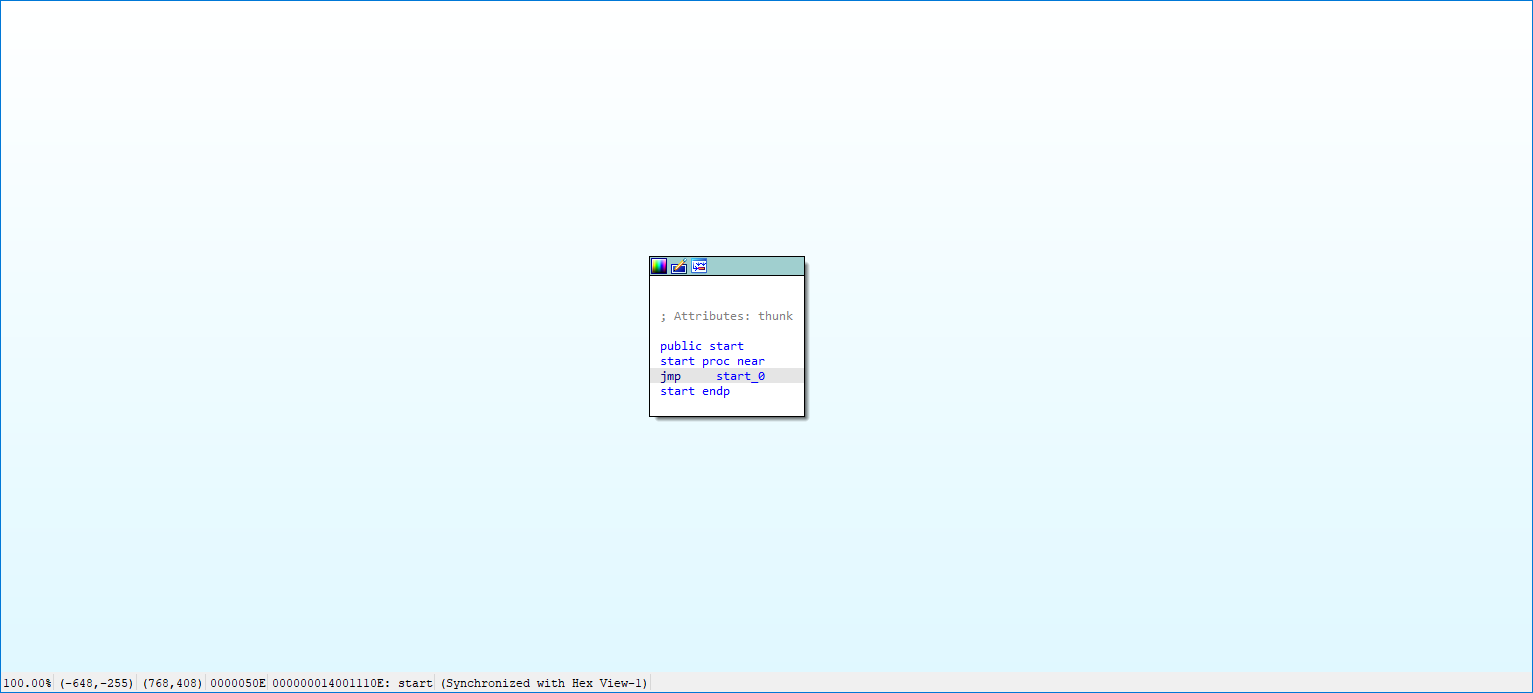 ; Attributes: thunk
public start
start proc near
jmp     start_0
start endp
100.00% (-648,-255) (768,408) 0000050E 000000014001110E: start (Synchronized with Hex View-1)